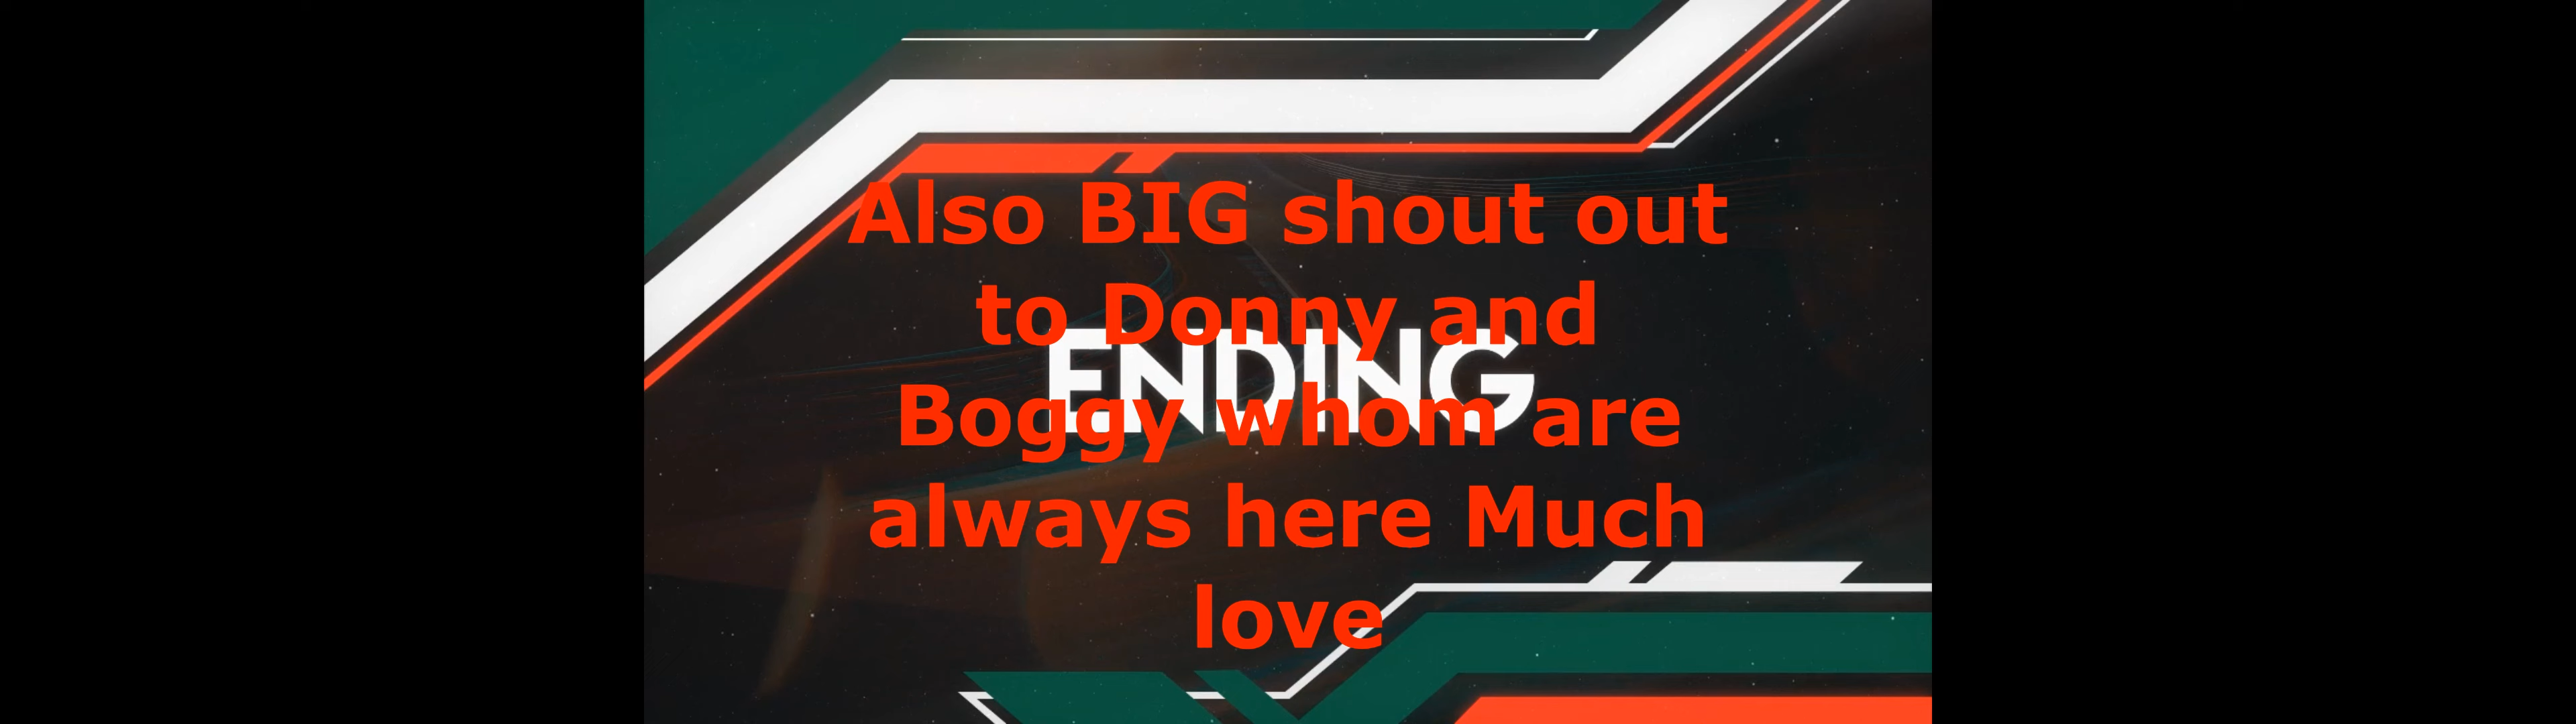 Also BIG shout out
to Donny and
ENDING
Boggy whom are
always here Much
love